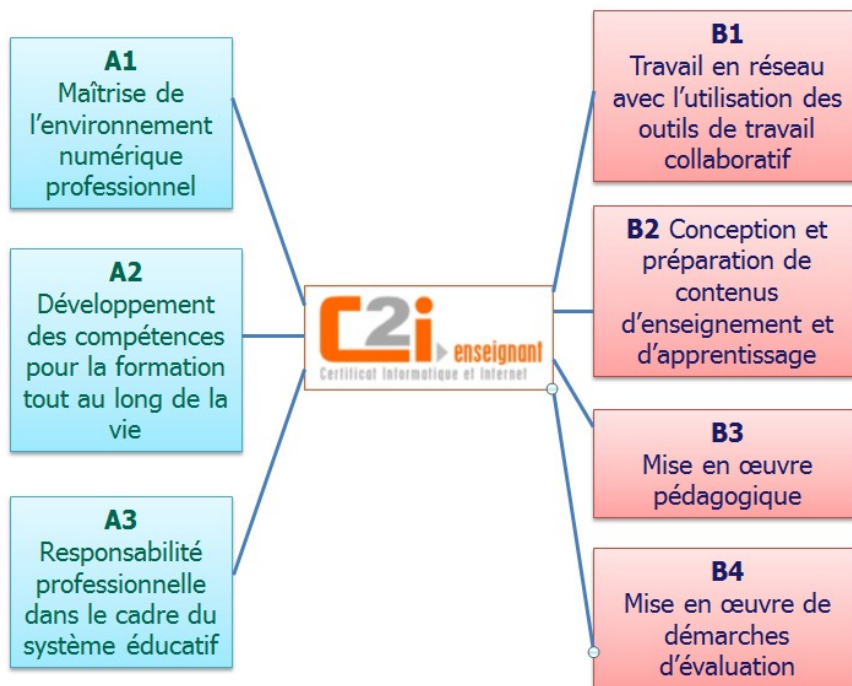 A1
Maîtrise de
l’environnement
numérique
professionnel
A2
Développement
des compétences
pour la formation
tout au long de la
vie
A3
Responsabilité
professionnelle
dans le cadre du
système éducatif
C2i enseignant
Certificat Informatique et Internet
B1
Travail en réseau
avec l’utilisation des
outils de travail
collaboratif
B2 Conception et
préparation de
contenus
d’enseignement et
d’apprentissage
B3
Mise en œuvre
pédagogique
B4
Mise en œuvre de
démarches
d’évaluation